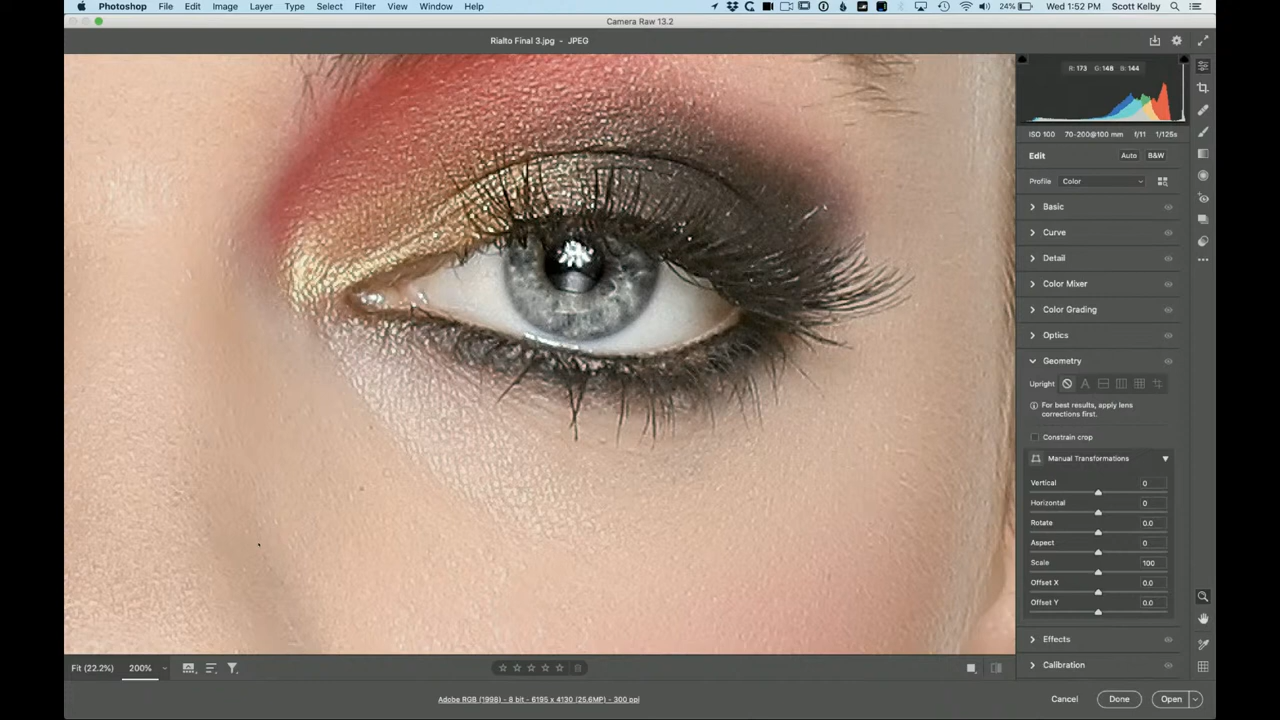 Photoshop File Edit Image Layer Type Select Filter View Window Help 24% Wed 1:52 PM Scott Kelby
Camera Raw 13.2
Rialto Final 3.jpg - JPEG
R: 173 G: 148 B: 144
ISO 100 70-200@100 mm f/11 1/125s
Edit Auto B&W
Profile Color
Basic
Curve
Detail
Color Mixer
Color Grading
Optics
Geometry
Upright A
For best results, apply lens
corrections first.
Constrain crop
Manual Transformations
Vertical 0
Horizontal 0
Rotate 0.0
Aspect 0
Scale 100
Offset X 0.0
Offset Y 0.0
Effects
Calibration
Fit (22.2%) 200%
Adobe RGB (1998) - 8 bit - 6195 x 4130 (25.6MP) - 300 ppi
Cancel Done Open